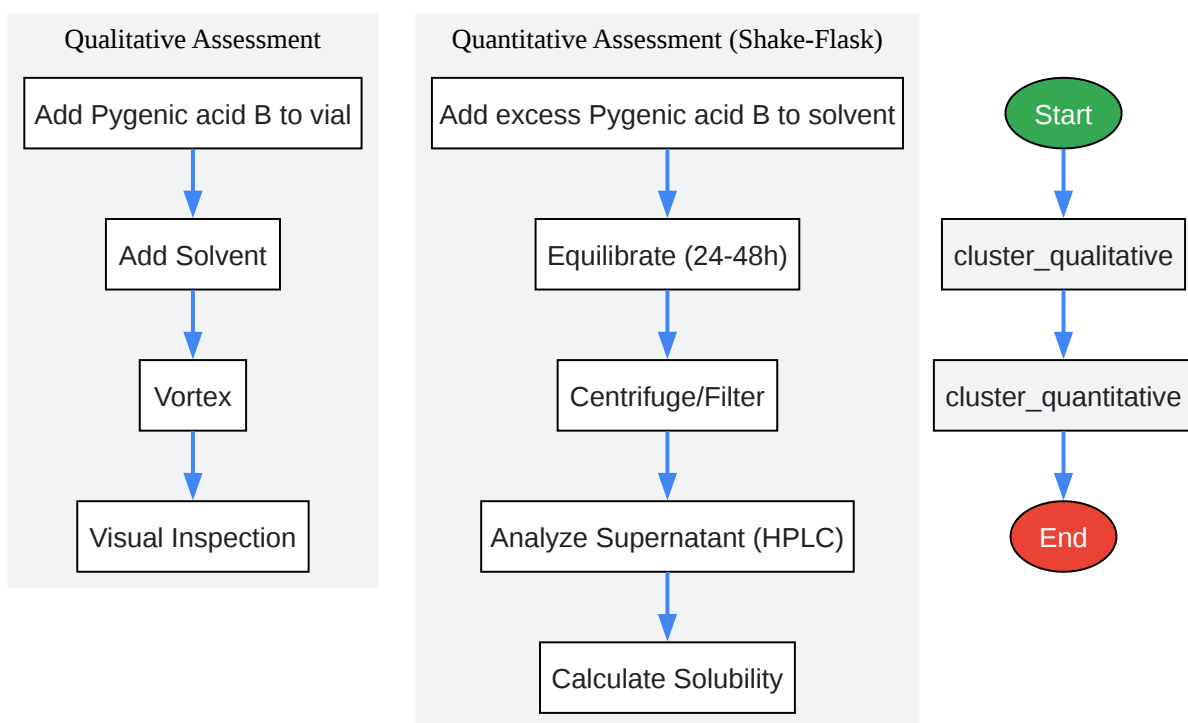 Qualitative Assessment
Add Pygenic acid B to vial
Add Solvent
Vortex
Visual Inspection
Quantitative Assessment (Shake-Flask)
Add excess Pygenic acid B to solvent
Equilibrate (24-48h)
Centrifuge/Filter
Analyze Supernatant (HPLC)
Calculate Solubility
Start
cluster_qualitative
cluster_quantitative
End